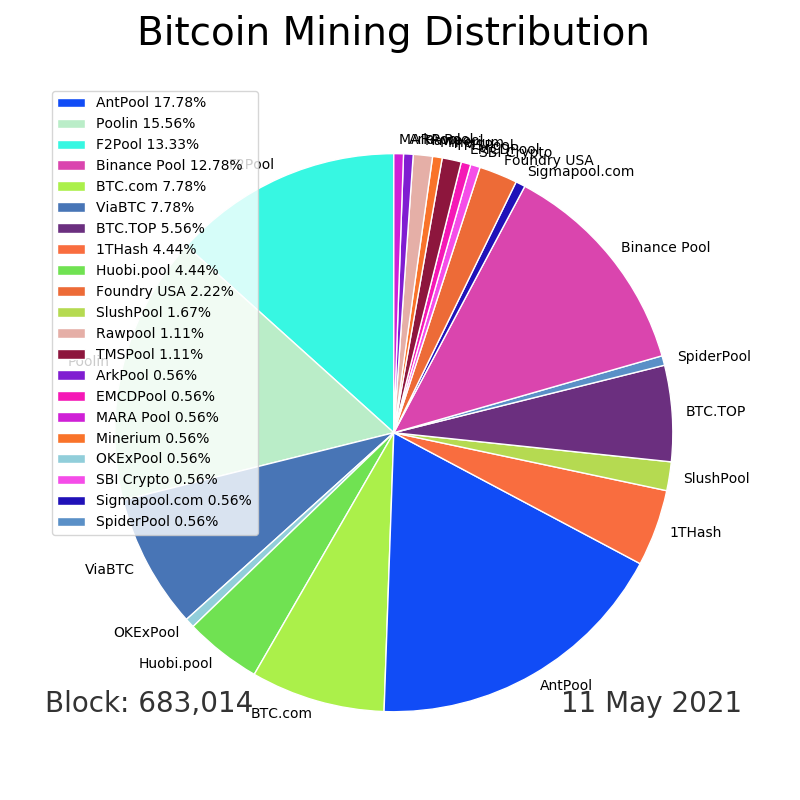 Bitcoin Mining Distribution
AntPool 17.78%
Poolin 15.56%
F2Pool 13.33%
Binance Pool 12.78%
BTC.com 7.78%
ViaBTC 7.78%
BTC.TOP 5.56%
1THash 4.44%
Huobi.pool 4.44%
Foundry USA 2.22%
SlushPool 1.67%
Rawpool 1.11%
TMSPool 1.11%
ArkPool 0.56%
EMCDPool 0.56%
MARA Pool 0.56%
Minerium 0.56%
OKExPool 0.56%
SBI Crypto 0.56%
Sigmapool.com 0.56%
SpiderPool 0.56%
SBI Crypto
Foundry USA
Sigmapool.com
Binance Pool
SpiderPool
BTC.TOP
SlushPool
1THash
AntPool
BTC.com
Huobi.pool
OKExPool
ViaBTC
Poolin
Block: 683,014
11 May 2021